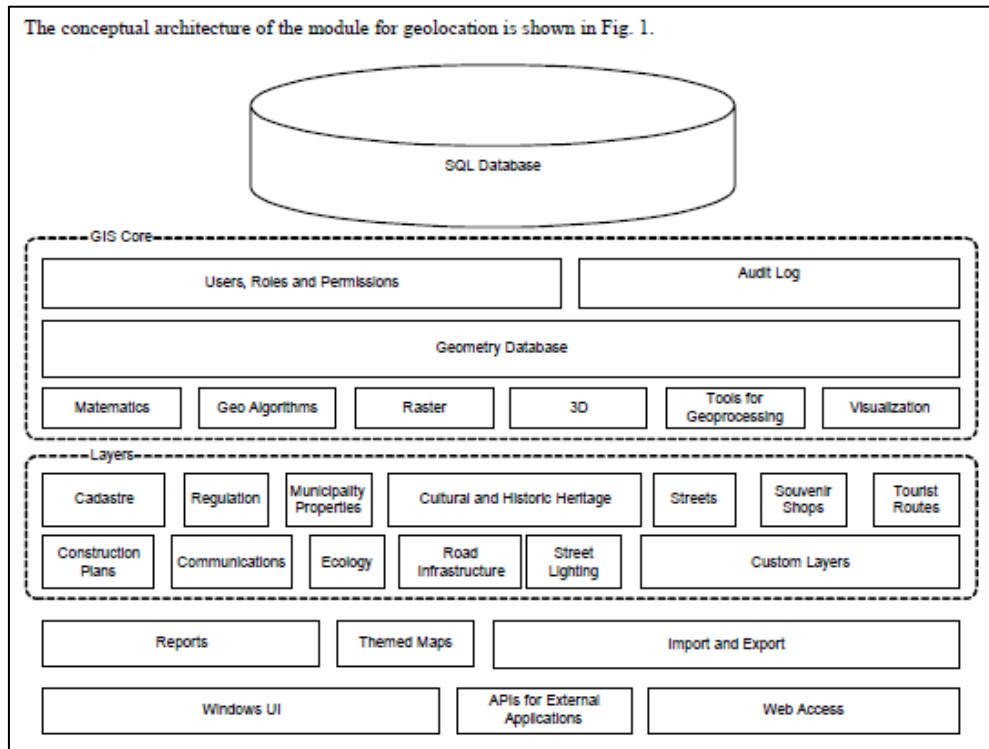 The conceptual architecture of the module for geolocation is shown in Fig. 1.
SQL Database
GIS Core
Users, Roles and Permissions
Audit Log
Geometry Database
Matematics
Geo Algorithms
Raster
3D
Tools for
Geoprocessing
Visualization
Layers
Cadastre
Regulation
Municipality
Properties
Cultural and Historic Heritage
Streets
Souvenir
Shops
Tourist
Routes
Construction
Plans
Communications
Ecology
Road
Infrastructure
Street
Lighting
Custom Layers
Reports
Themed Maps
Import and Export
Windows UI
APIs for External
Applications
Web Access